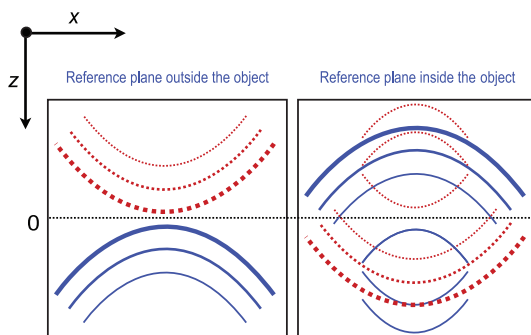 x
z
Reference plane outside the object
Reference plane inside the object
0